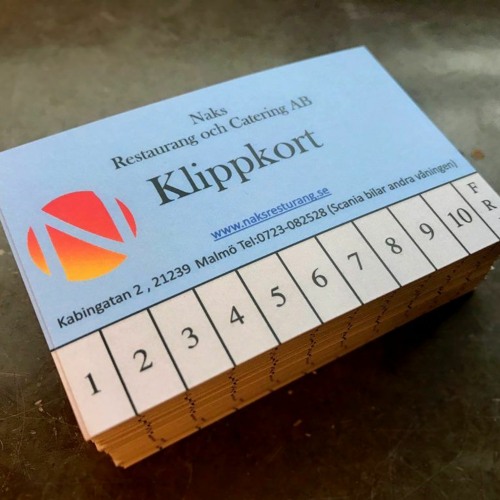 Naks
Restaurang och Catering AB
Klippkort
www.naksresturang.se
Kabingatan 2 , 21239 Malmö Tel:0723-082528 (Scania bilar andra våningen)
N
1 2 3 4 5 6 7 8 9 10 F R